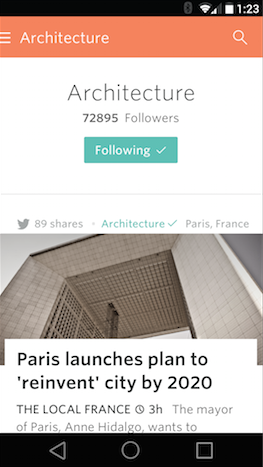 1:23
Architecture
Architecture
72895 Followers
Following
89 shares • Architecture Paris, France
Paris launches plan to
'reinvent' city by 2020
THE LOCAL FRANCE 3h The mayor
of Paris, Anne Hidalgo, wants to